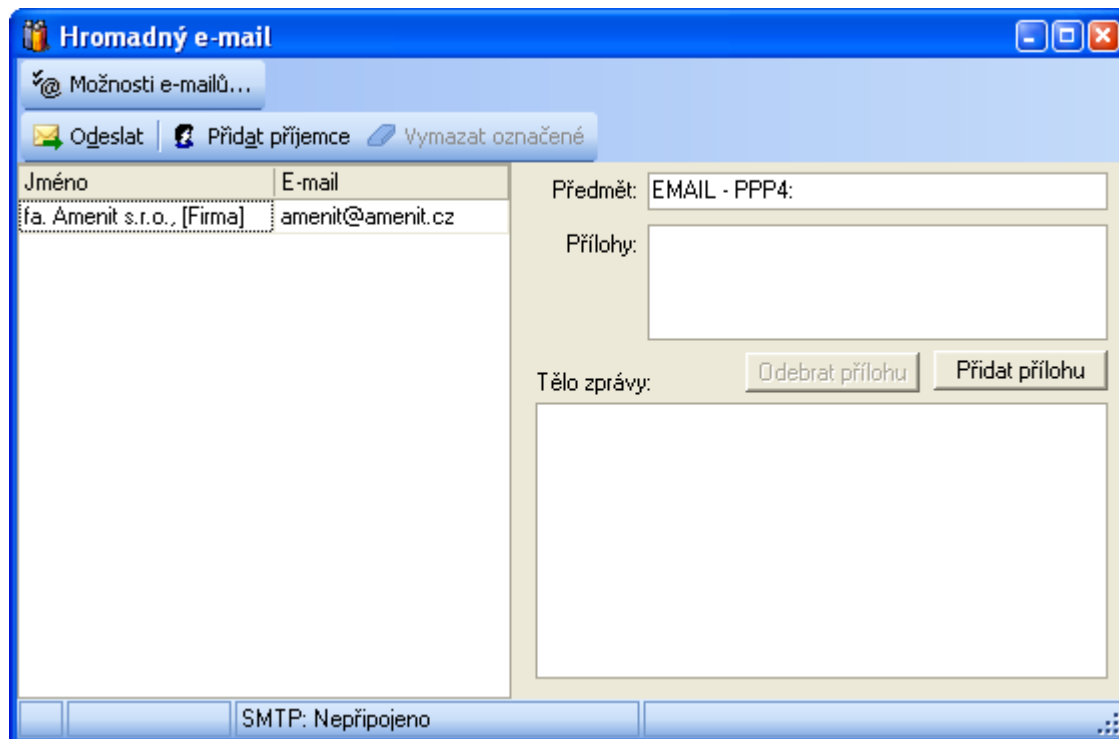 Hromadný e-mail
Možnosti e-mailů...
Odeslat Přidat příjemce Vymazat označené
Jméno E-mail
fa. Amenit s.r.o., [Firma] amenit@amenit.cz
Předmět: EMAIL - PPP4:
Přílohy:
Odebrat přílohu Přidat přílohu
Tělo zprávy:
SMTP: Nepřipojeno